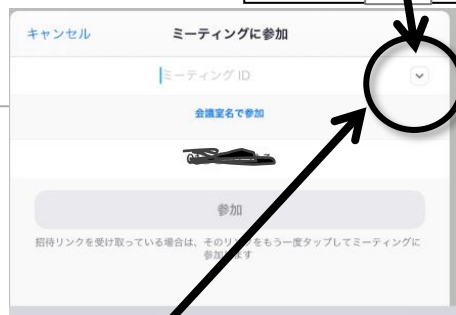 キャンセル
ミーティングに参加
ミーティング ID
会議室名で参加
参加
招待リンクを受け取っている場合は、そのリンクをもう一度タップしてミーティングに
参加します